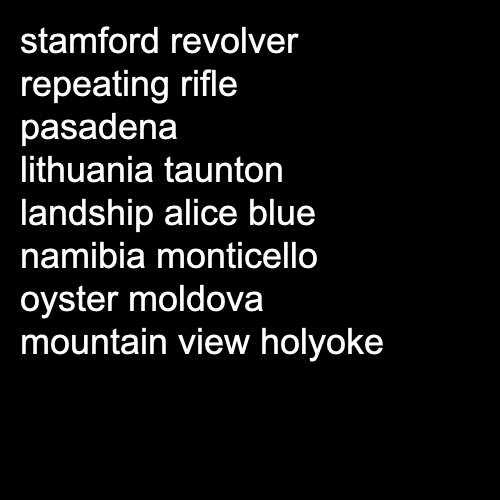 stamford revolver
repeating rifle
pasadena
lithuania taunton
landship alice blue
namibia monticello
oyster moldova
mountain view holyoke